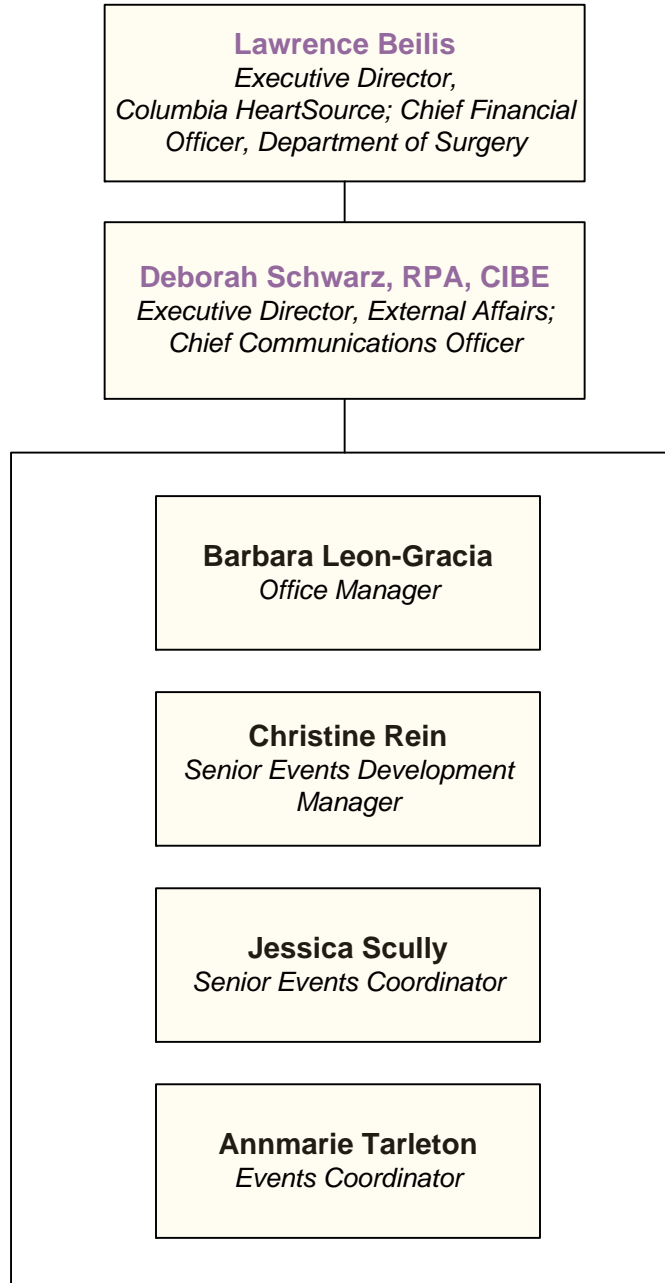 Lawrence Beilis
Executive Director,
Columbia HeartSource; Chief Financial
Officer, Department of Surgery
Deborah Schwarz, RPA, CIBE
Executive Director, External Affairs;
Chief Communications Officer
Barbara Leon-Gracia
Office Manager
Christine Rein
Senior Events Development
Manager
Jessica Scully
Senior Events Coordinator
Annmarie Tarleton
Events Coordinator